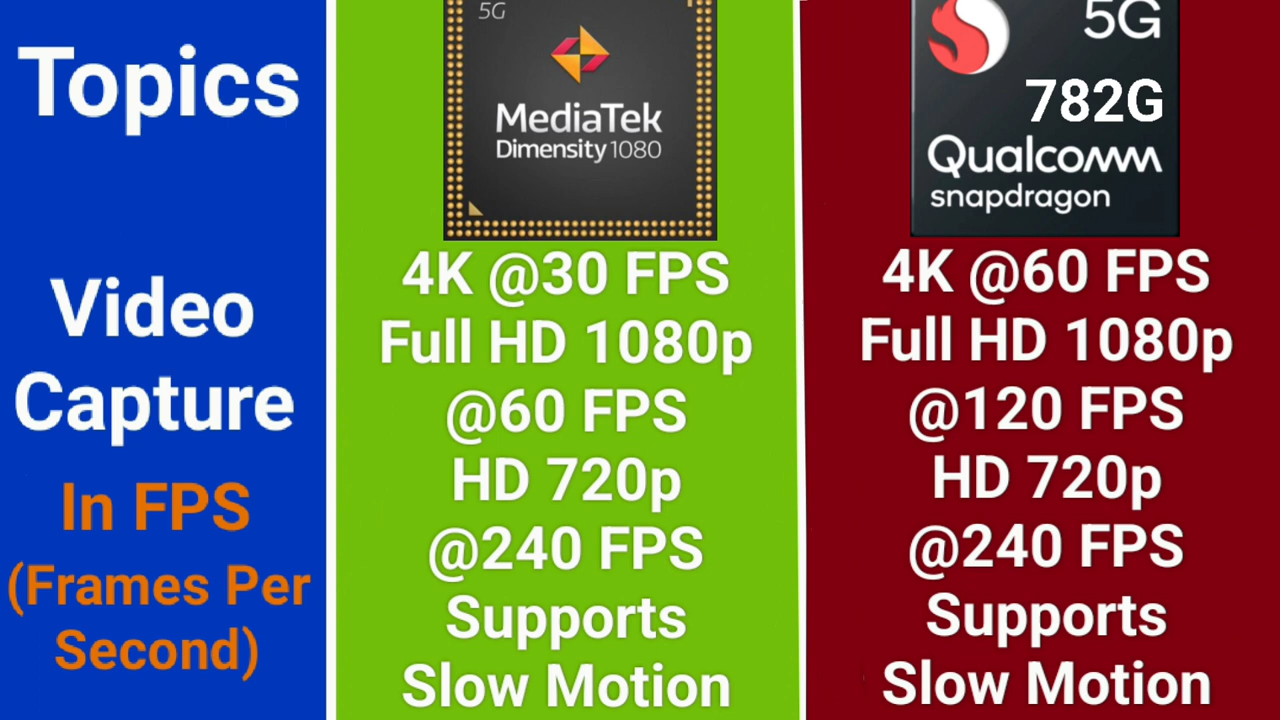 Topics
Video
Capture
In FPS
(Frames Per
Second)
5G
MediaTek
Dimensity 1080
4K @30 FPS
Full HD 1080p
@60 FPS
HD 720p
@240 FPS
Supports
Slow Motion
5G
782G
Qualcomm
snapdragon
4K @60 FPS
Full HD 1080p
@120 FPS
HD 720p
@240 FPS
Supports
Slow Motion